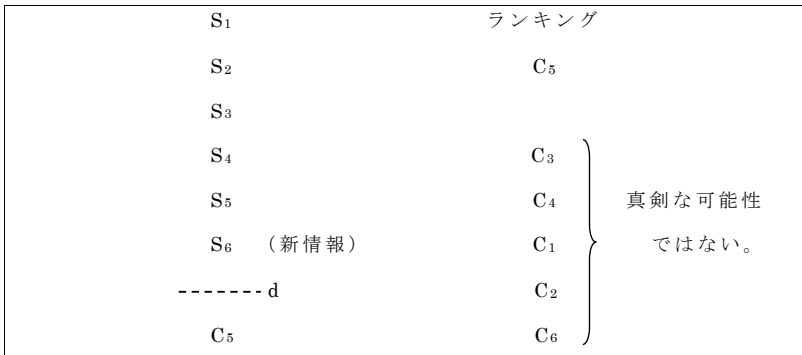 S₁ ランキング
S₂ C₅
S₃
S₄ C₃
S₅ C₄ 真剣な可能性
S₆ （新情報） C₁ ではない。
------- d C₂
C₅ C₆